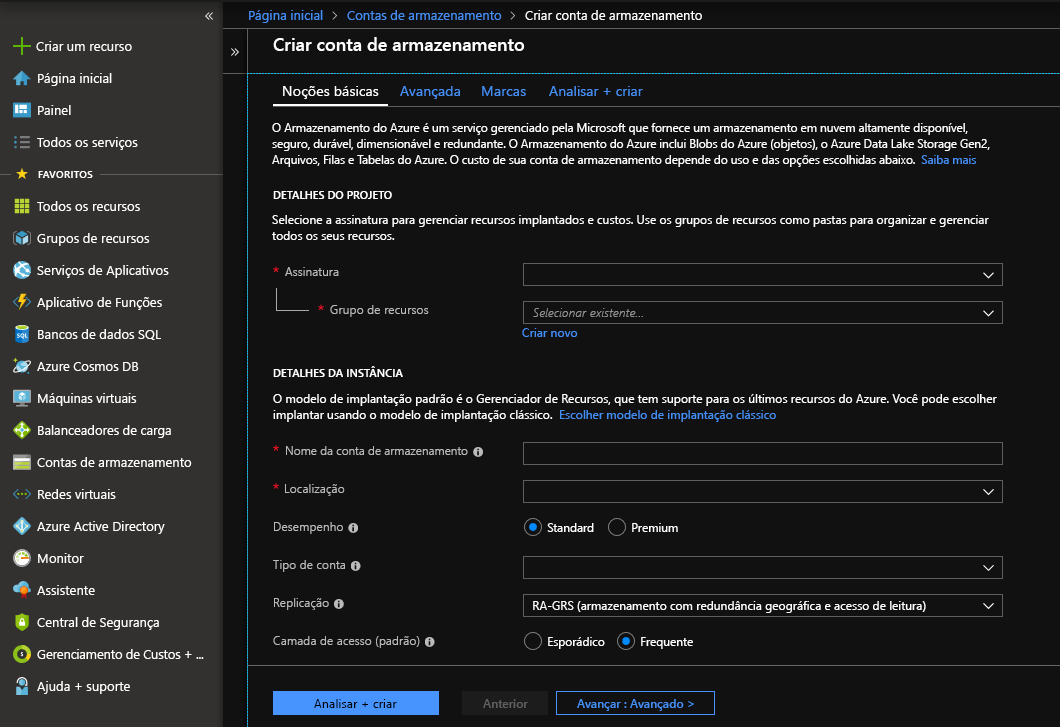 Criar um recurso
Página inicial
Painel
Todos os serviços
FAVORITOS
Todos os recursos
Grupos de recursos
Serviços de Aplicativos
Aplicativo de Funções
Bancos de dados SQL
Azure Cosmos DB
Máquinas virtuais
Balanceadores de carga
Contas de armazenamento
Redes virtuais
Azure Active Directory
Monitor
Assistente
Central de Segurança
Gerenciamento de Custos + ...
Ajuda + suporte
Página inicial > Contas de armazenamento > Criar conta de armazenamento
Criar conta de armazenamento
Noções básicas Avançada Marcas Analisar + criar
O Armazenamento do Azure é um serviço gerenciado pela Microsoft que fornece um armazenamento em nuvem altamente disponível,
seguro, durável, dimensionável e redundante. O Armazenamento do Azure inclui Blobs do Azure (objetos), o Azure Data Lake Storage Gen2,
Arquivos, Filas e Tabelas do Azure. O custo de sua conta de armazenamento depende do uso e das opções escolhidas abaixo. Saiba mais
DETALHES DO PROJETO
Selecione a assinatura para gerenciar recursos implantados e custos. Use os grupos de recursos como pastas para organizar e gerenciar
todos os seus recursos.
* Assinatura
* Grupo de recursos Selecionar existente...
Criar novo
DETALHES DA INSTÂNCIA
O modelo de implantação padrão é o Gerenciador de Recursos, que tem suporte para os últimos recursos do Azure. Você pode escolher
implantar usando o modelo de implantação clássico. Escolher modelo de implantação clássico
* Nome da conta de armazenamento
* Localização
Desempenho Standard Premium
Tipo de conta
Replicação RA-GRS (armazenamento com redundância geográfica e acesso de leitura)
Camada de acesso (padrão) Esporádico Frequente
Analisar + criar Anterior Avançar : Avançado >